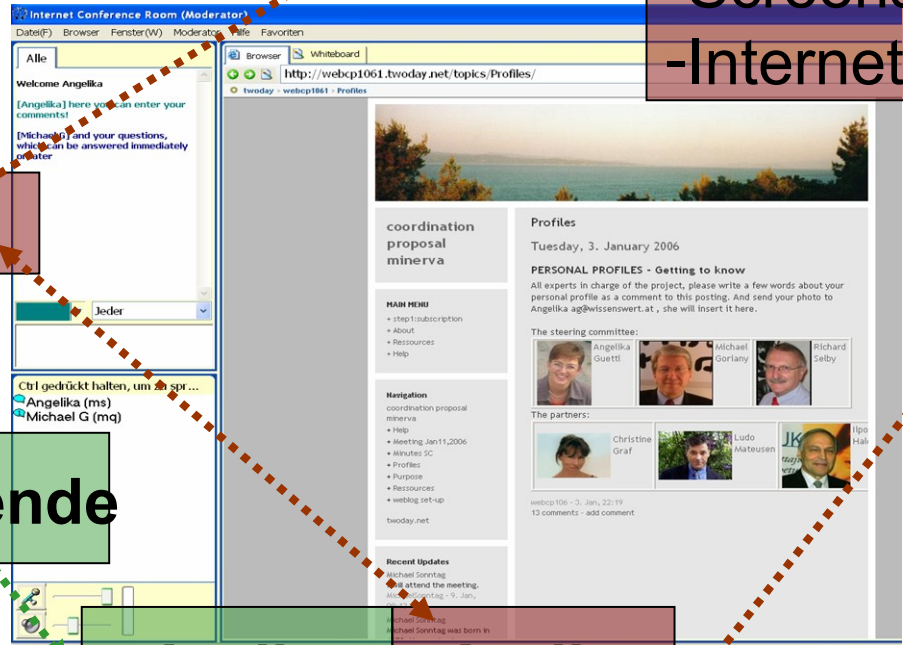 Internet Conference Room (Moderator)
Datei(F) Browser Fenster(W) Moderator Hilfe Favoriten
-Internet
Alle
Welcome Angelika
[Angelika] here you can enter your
comments!
[Michael G] and your questions,
which can be answered immediately
or later
Jeder
Ctrl gedrückt halten, um zu spr...
Angelika (ms)
Michael G (mq)
ende
Browser Whiteboard
http://webcp1061.twoday.net/topics/Profiles/
twoday > webcp1061 > Profiles
coordination
proposal
minerva
MAIN MENU
+ step1:subscription
+ About
+ Ressources
+ Help
Navigation
coordination proposal
minerva
+ Help
+ Meeting Jan11,2006
+ Minutes SC
+ Profiles
+ Purpose
+ Ressources
+ weblog set-up
twoday.net
Recent Updates
Michael Sonntag
will attend the meeting.
MichaelSonntag - 9. Jan,
Michael Sonntag
Michael Sonntag was born in
Profiles
Tuesday, 3. January 2006
PERSONAL PROFILES - Getting to know
All experts in charge of the project, please write a few words about your
personal profile as a comment to this posting. And send your photo to
Angelika ag@wissenswert.at , she will insert it here.
The steering committee:
Angelika
Guettl
Michael
Goriany
Richard
Selby
The partners:
Christine
Graf
Ludo
Mateusen
Ilpo
webcp106 - 3. Jan, 22:19
13 comments - add comment